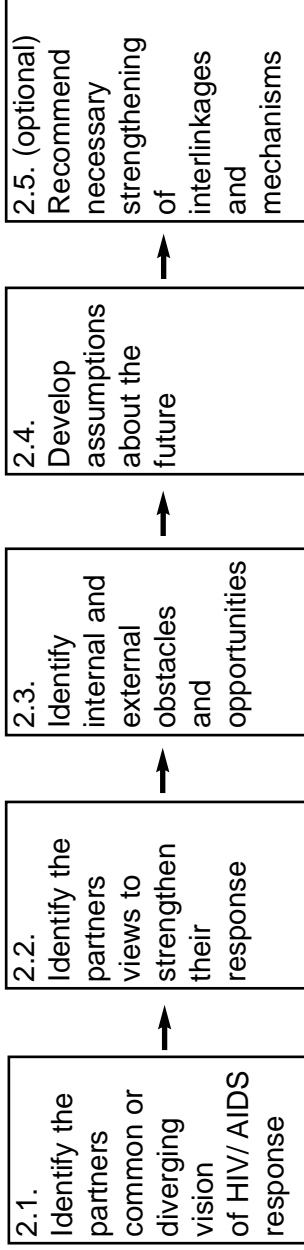 2.1.
Identify the
partners
common or
diverging
vision
of HIV/ AIDS
response
2.2.
Identify the
partners
views to
strengthen
their
response
2.3.
Identify
internal and
external
obstacles
and
opportunities
2.4.
Develop
assumptions
about the
future
2.5. (optional)
Recommend
necessary
strengthening
of
interlinkages
and
mechanisms